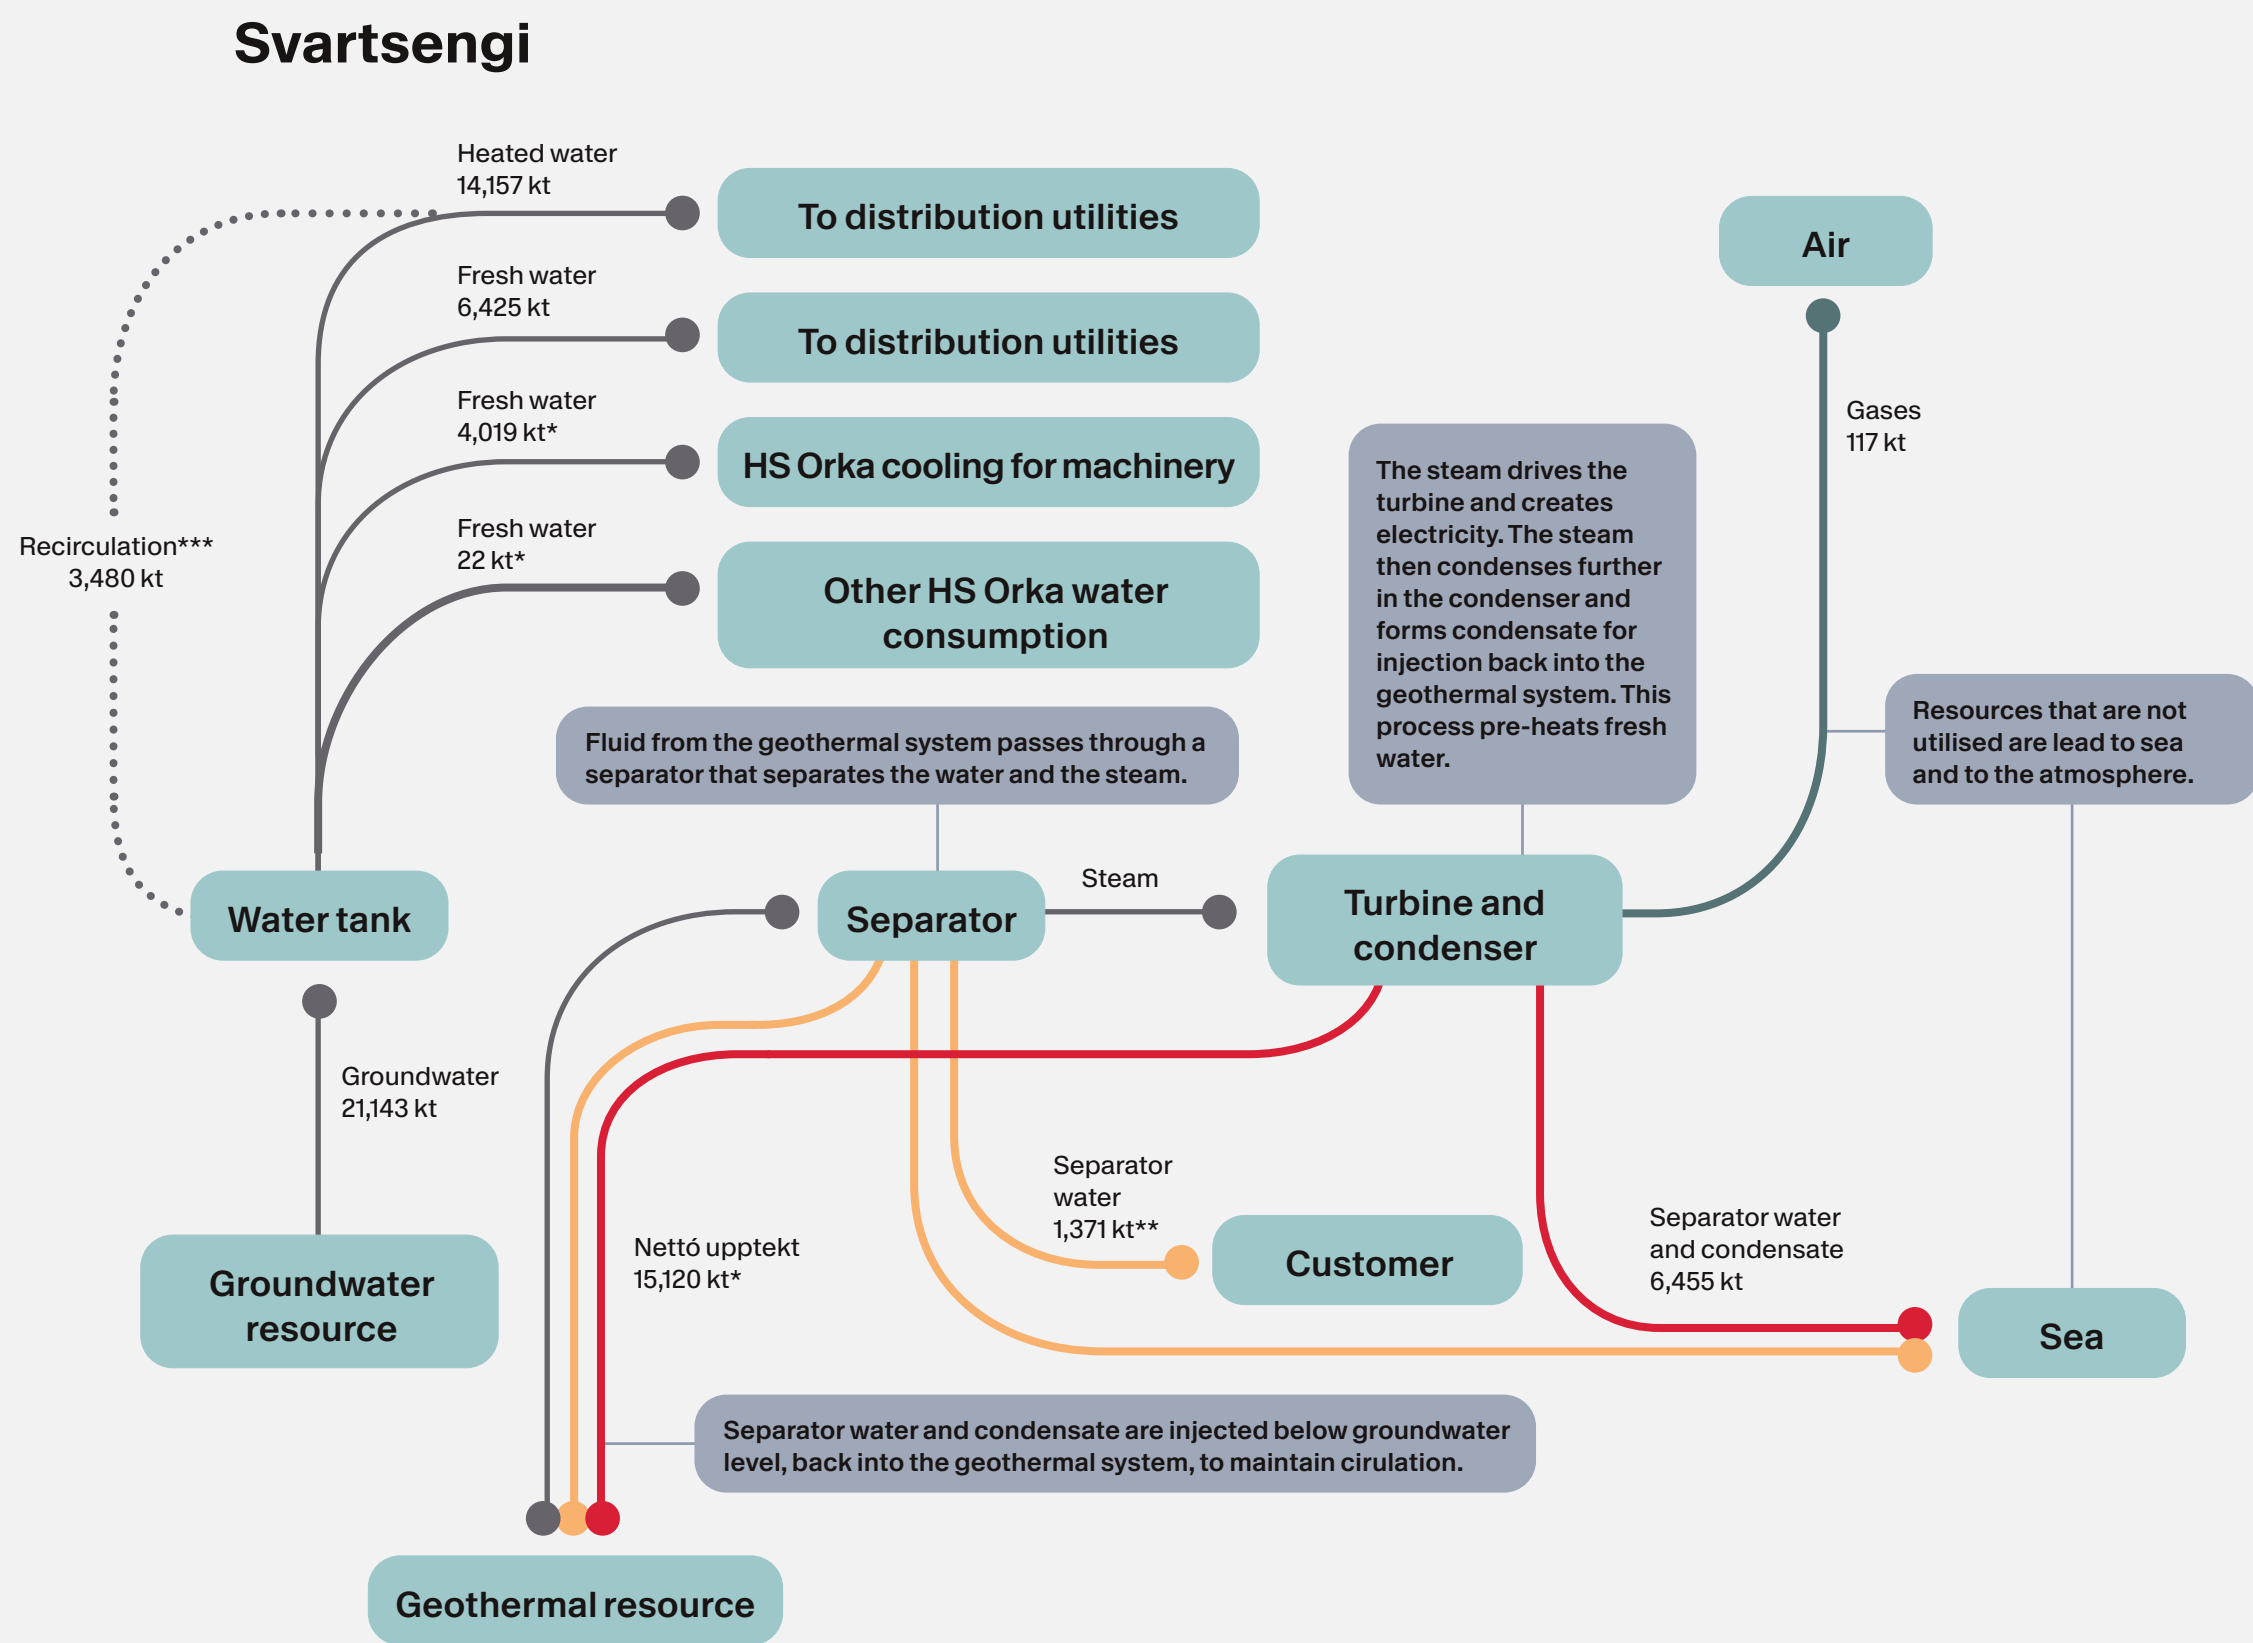 Svartsengi
Heated water
14,157 kt
To distribution utilities
Fresh water
6,425 kt
To distribution utilities
Fresh water
4,019 kt*
HS Orka cooling for machinery
Fresh water
22 kt*
Other HS Orka water
consumption
Recirculation***
3,480 kt
Air
Gases
117 kt
The steam drives the
turbine and creates
electricity. The steam
then condenses further
in the condenser and
forms condensate for
injection back into the
geothermal system. This
process pre-heats fresh
water.
Resources that are not
utilised are lead to sea
and to the atmosphere.
Fluid from the geothermal system passes through a
separator that separates the water and the steam.
Water tank
Separator
Steam
Turbine and
condenser
Groundwater
21,143 kt
Groundwater
resource
Nettó upptekt
15,120 kt*
Separator
water
1,371 kt**
Customer
Separator water
and condensate
6,455 kt
Sea
Separator water and condensate are injected below groundwater
level, back into the geothermal system, to maintain cirulation.
Geothermal resource